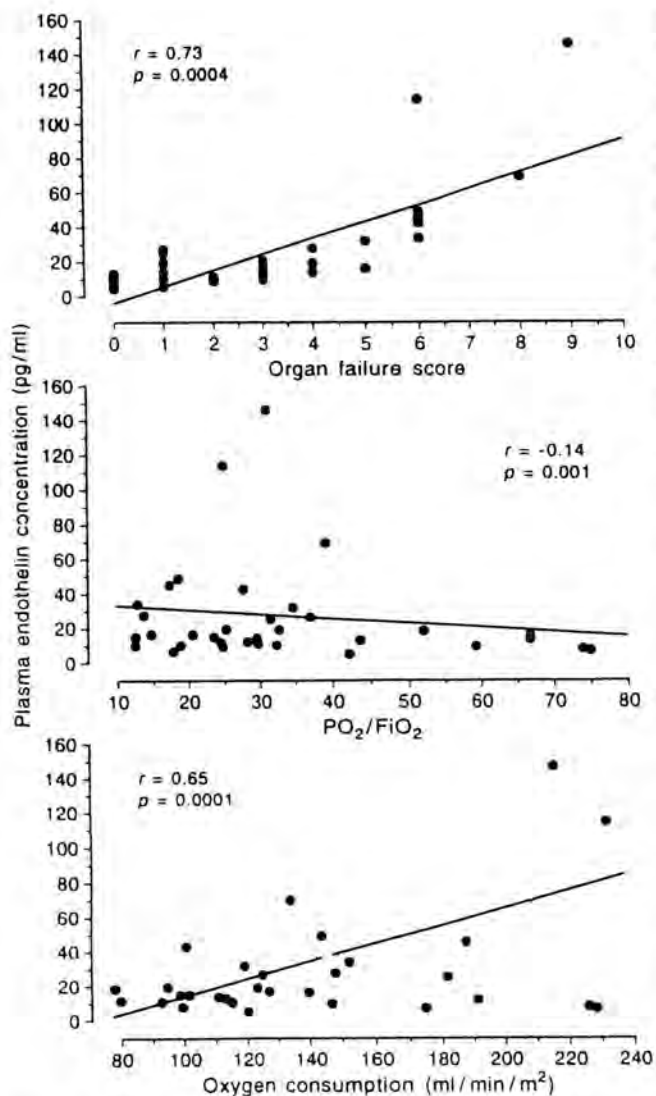 Plasma endothelin concentration (pg/ml)
160
140
120
100
80
60
40
20
0
r = 0.73
p = 0.0004
0 1 2 3 4 5 6 7 8 9 10
Organ failure score
160
140
120
100
80
60
40
20
0
r = -0.14
p = 0.001
10 20 30 40 50 60 70 80
PO₂/FiO₂
160
140
120
100
80
60
40
20
0
r = 0.65
p = 0.0001
80 100 120 140 160 180 200 220 240
Oxygen consumption (ml/min/m²)